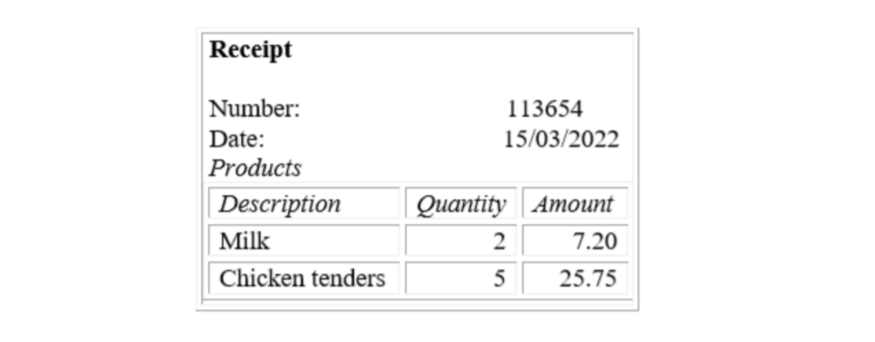 Receipt
Number: 113654
Date: 15/03/2022
Products
Description Quantity Amount
Milk 2 7.20
Chicken tenders 5 25.75